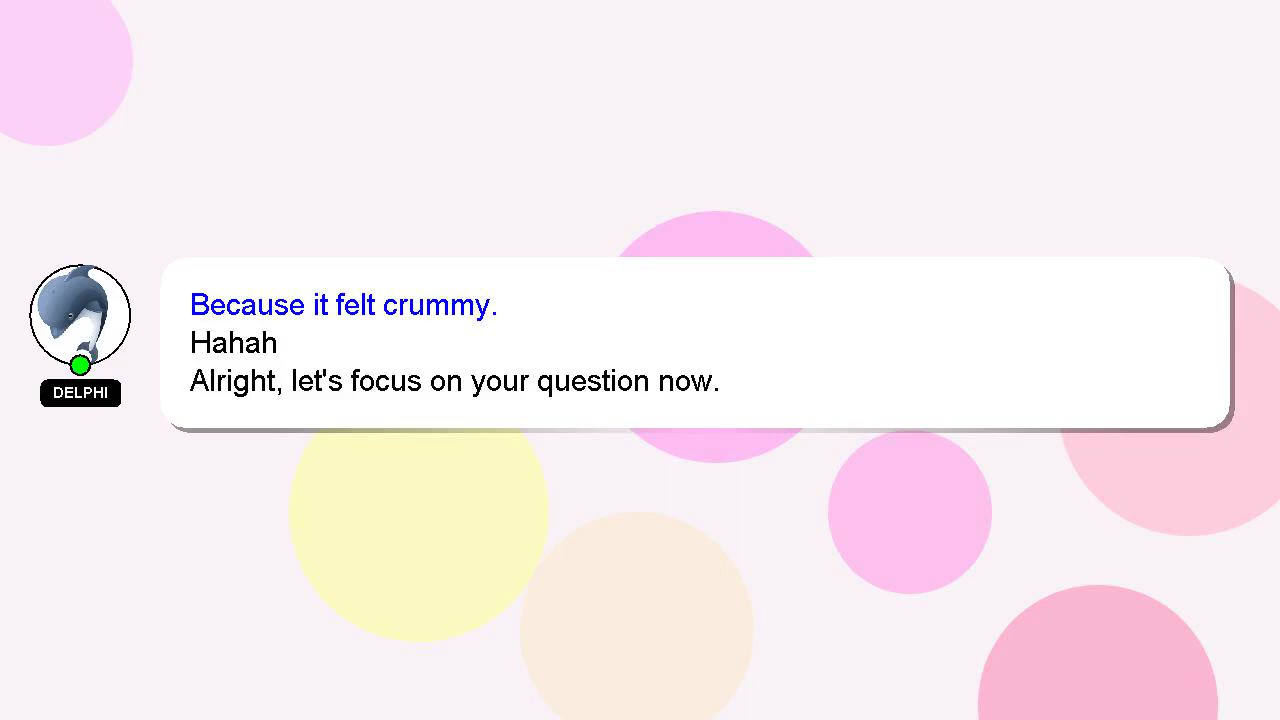 Because it felt crummy.
Hahah
Alright, let's focus on your question now.
DELPHI